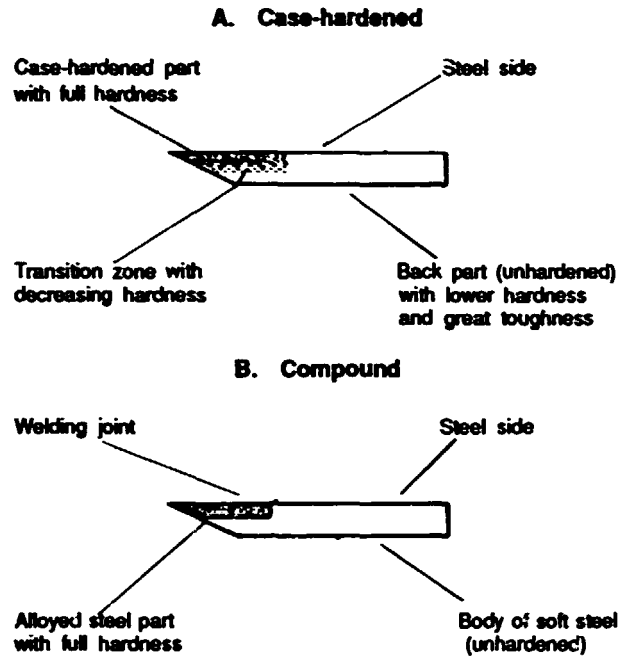 A. Case-hardened
Case-hardened part
with full hardness
Steel side
Transition zone with
decreasing hardness
Back part (unhardened)
with lower hardness
and great toughness
B. Compound
Welding joint
Steel side
Alloyed steel part
with full hardness
Body of soft steel
(unhardened)